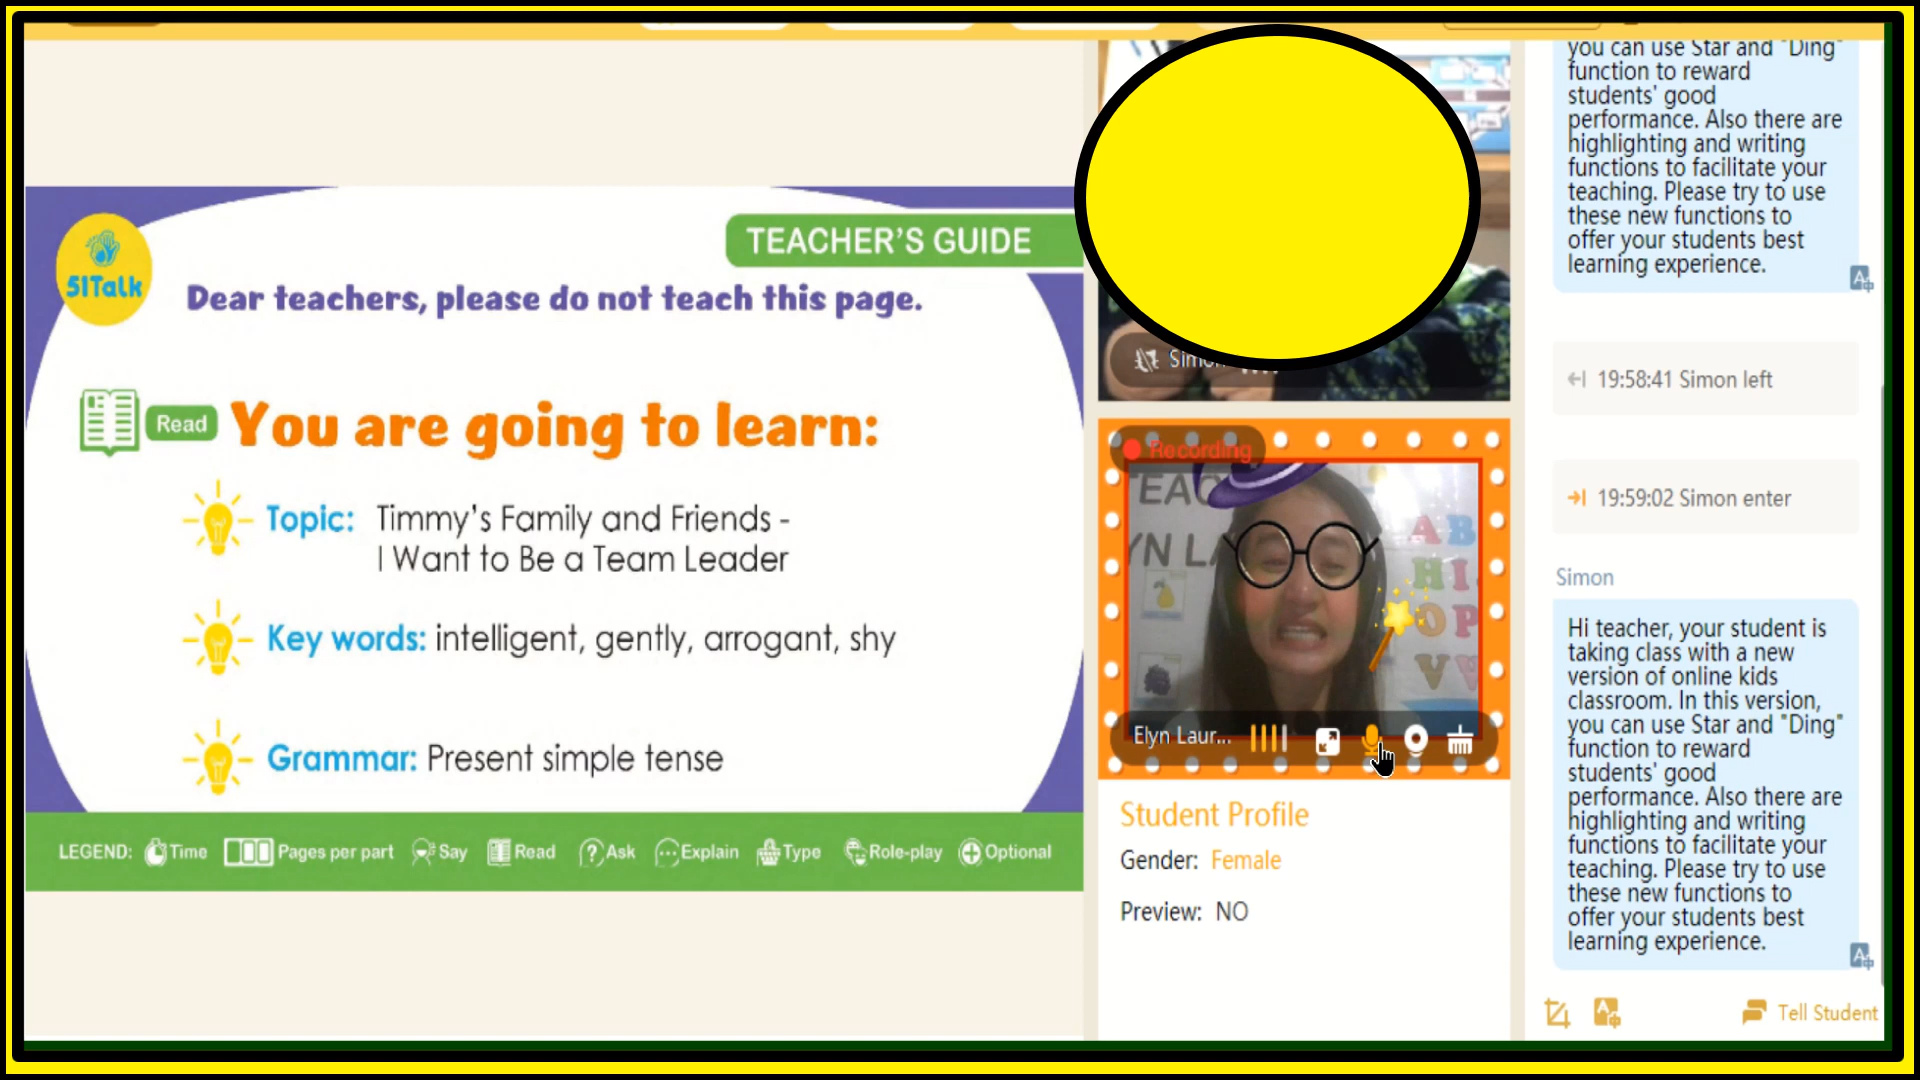 51Talk
TEACHER'S GUIDE
Dear teachers, please do not teach this page.
Read
You are going to learn:
Topic: Timmy's Family and Friends -
I Want to Be a Team Leader
Key words: intelligent, gently, arrogant, shy
Grammar: Present simple tense
LEGEND: Time Pages per part Say Read Ask Explain Type Role-play Optional
Recording
Elyn Laur...
Student Profile
Gender: Female
Preview: NO
you can use Star and "Ding"
function to reward
students' good
performance. Also there are
highlighting and writing
functions to facilitate your
teaching. Please try to use
these new functions to
offer your students best
learning experience.
19:58:41 Simon left
19:59:02 Simon enter
Simon
Hi teacher, your student is
taking class with a new
version of online kids
classroom. In this version,
you can use Star and "Ding"
function to reward
students' good
performance. Also there are
highlighting and writing
functions to facilitate your
teaching. Please try to use
these new functions to
offer your students best
learning experience.
Tell Student